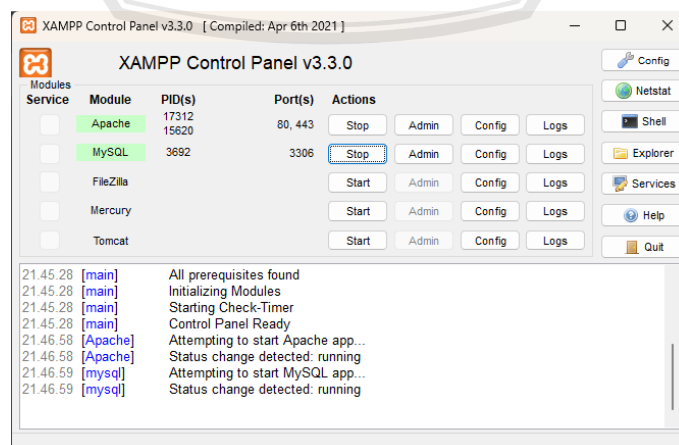 XAMPP Control Panel v3.3.0 [ Compiled: Apr 6th 2021 ]
XAMPP Control Panel v3.3.0
Config
Modules
Service Module PID(s) Port(s) Actions
Netstat
Apache 17312 15620 80, 443 Stop Admin Config Logs
Shell
MySQL 3692 3306 Stop Admin Config Logs
Explorer
FileZilla Start Admin Config Logs
Services
Mercury Start Admin Config Logs
Help
Tomcat Start Admin Config Logs
Quit
21.45.28 [main] All prerequisites found
21.45.28 [main] Initializing Modules
21.45.28 [main] Starting Check-Timer
21.45.28 [main] Control Panel Ready
21.46.58 [Apache] Attempting to start Apache app...
21.46.58 [Apache] Status change detected: running
21.46.59 [mysql] Attempting to start MySQL app...
21.46.59 [mysql] Status change detected: running